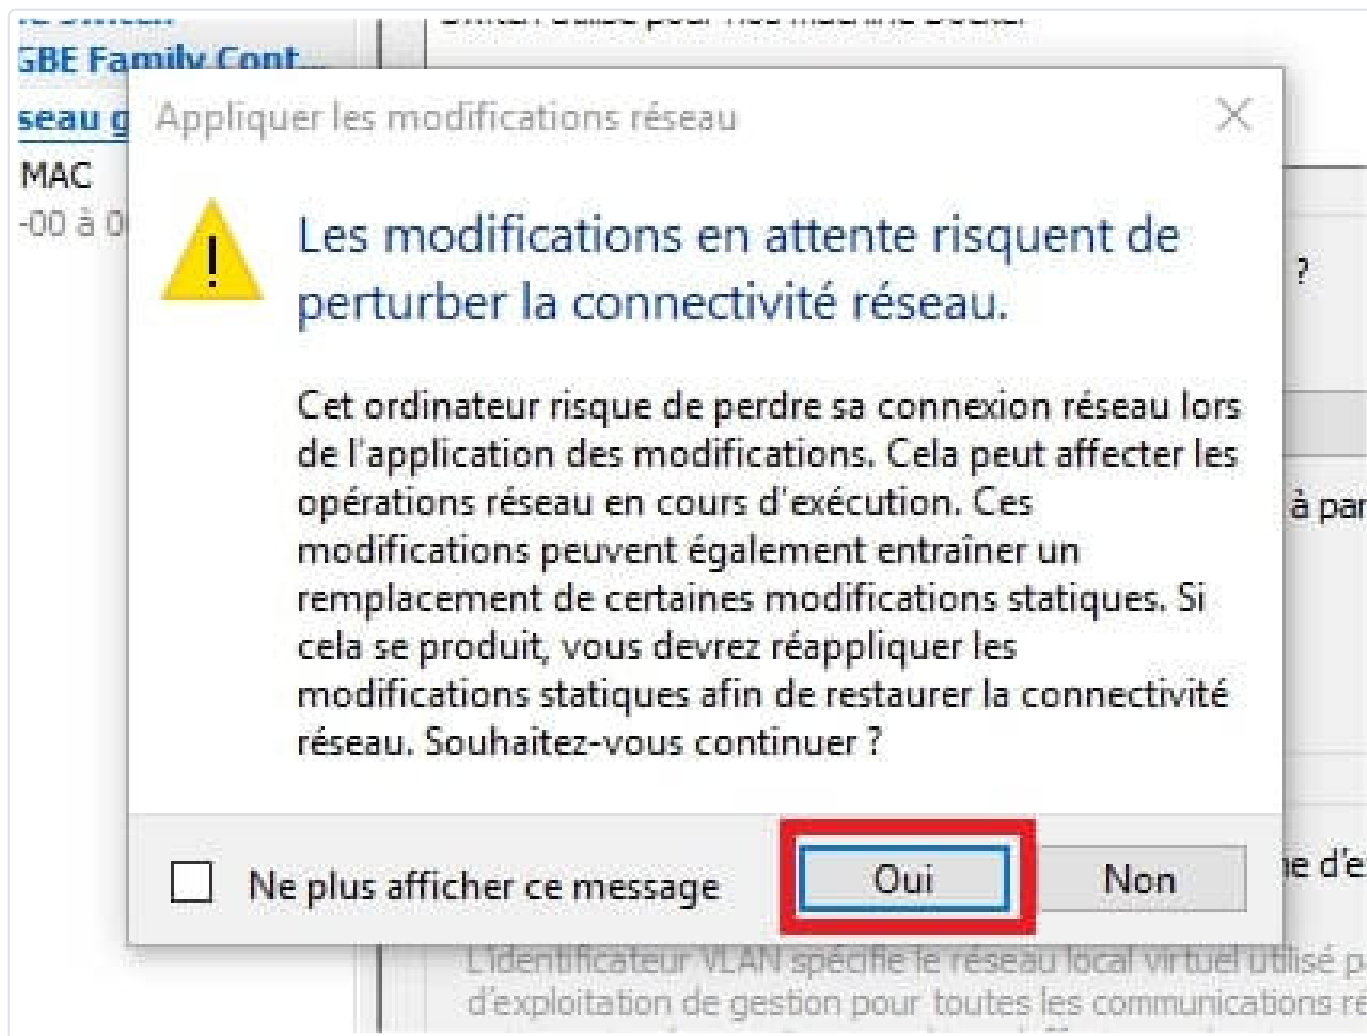 GBE Family Cont...
seau g
MAC
-00 à 0
Appliquer les modifications réseau
Les modifications en attente risquent de
perturber la connectivité réseau.
Cet ordinateur risque de perdre sa connexion réseau lors
de l'application des modifications. Cela peut affecter les
opérations réseau en cours d'exécution. Ces
modifications peuvent également entraîner un
remplacement de certaines modifications statiques. Si
cela se produit, vous devrez réappliquer les
modifications statiques afin de restaurer la connectivité
réseau. Souhaitez-vous continuer ?
Ne plus afficher ce message
Oui
Non
?
à par
e d'e
L'identificateur VLAN spécifie le réseau local virtuel utilisé p
d'exploitation de gestion pour toutes les communications ré